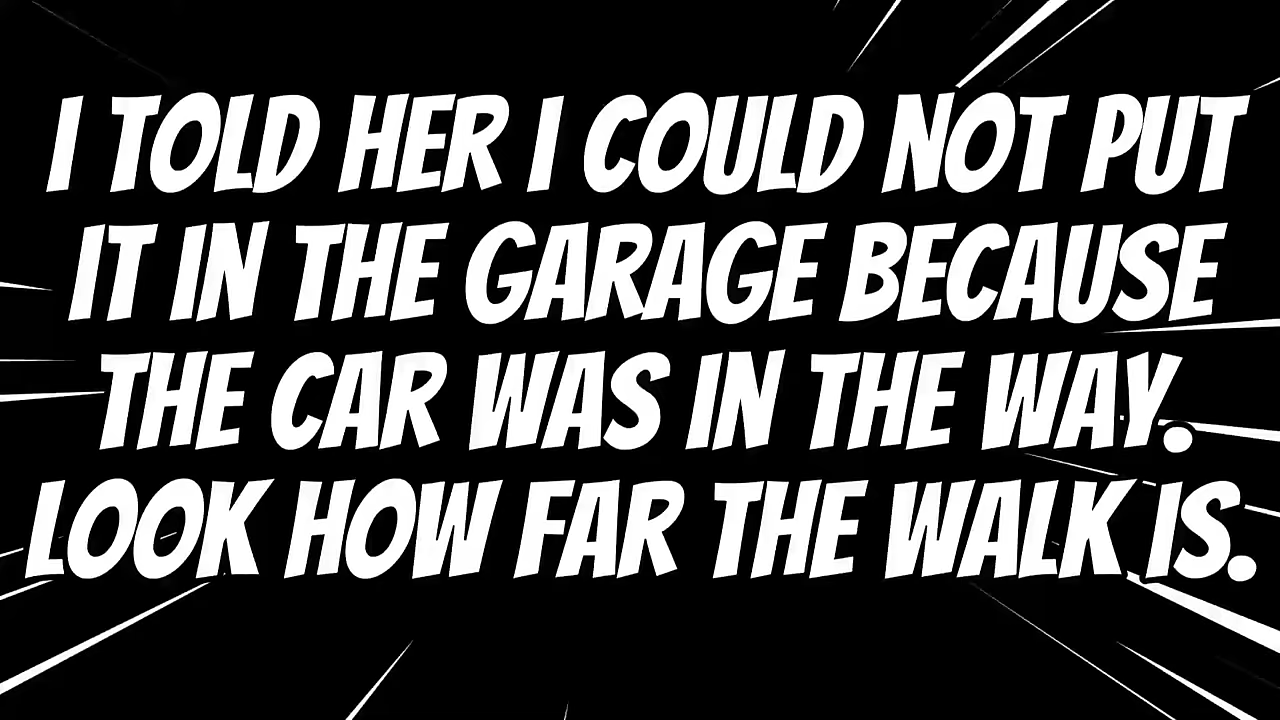 I TOLD HER I COULD NOT PUT
IT IN THE GARAGE BECAUSE
THE CAR WAS IN THE WAY.
LOOK HOW FAR THE WALK IS.